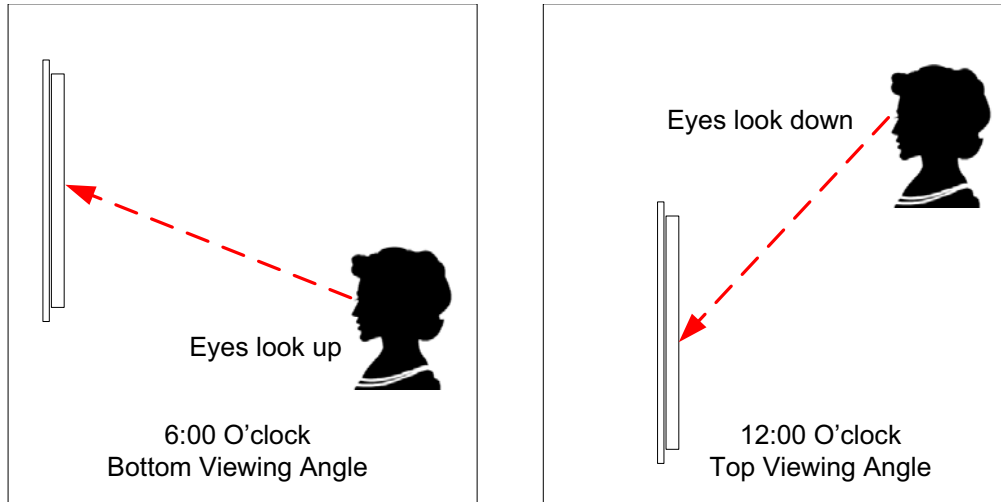 Eyes look up
6:00 O'clock
Bottom Viewing Angle
Eyes look down
12:00 O'clock
Top Viewing Angle